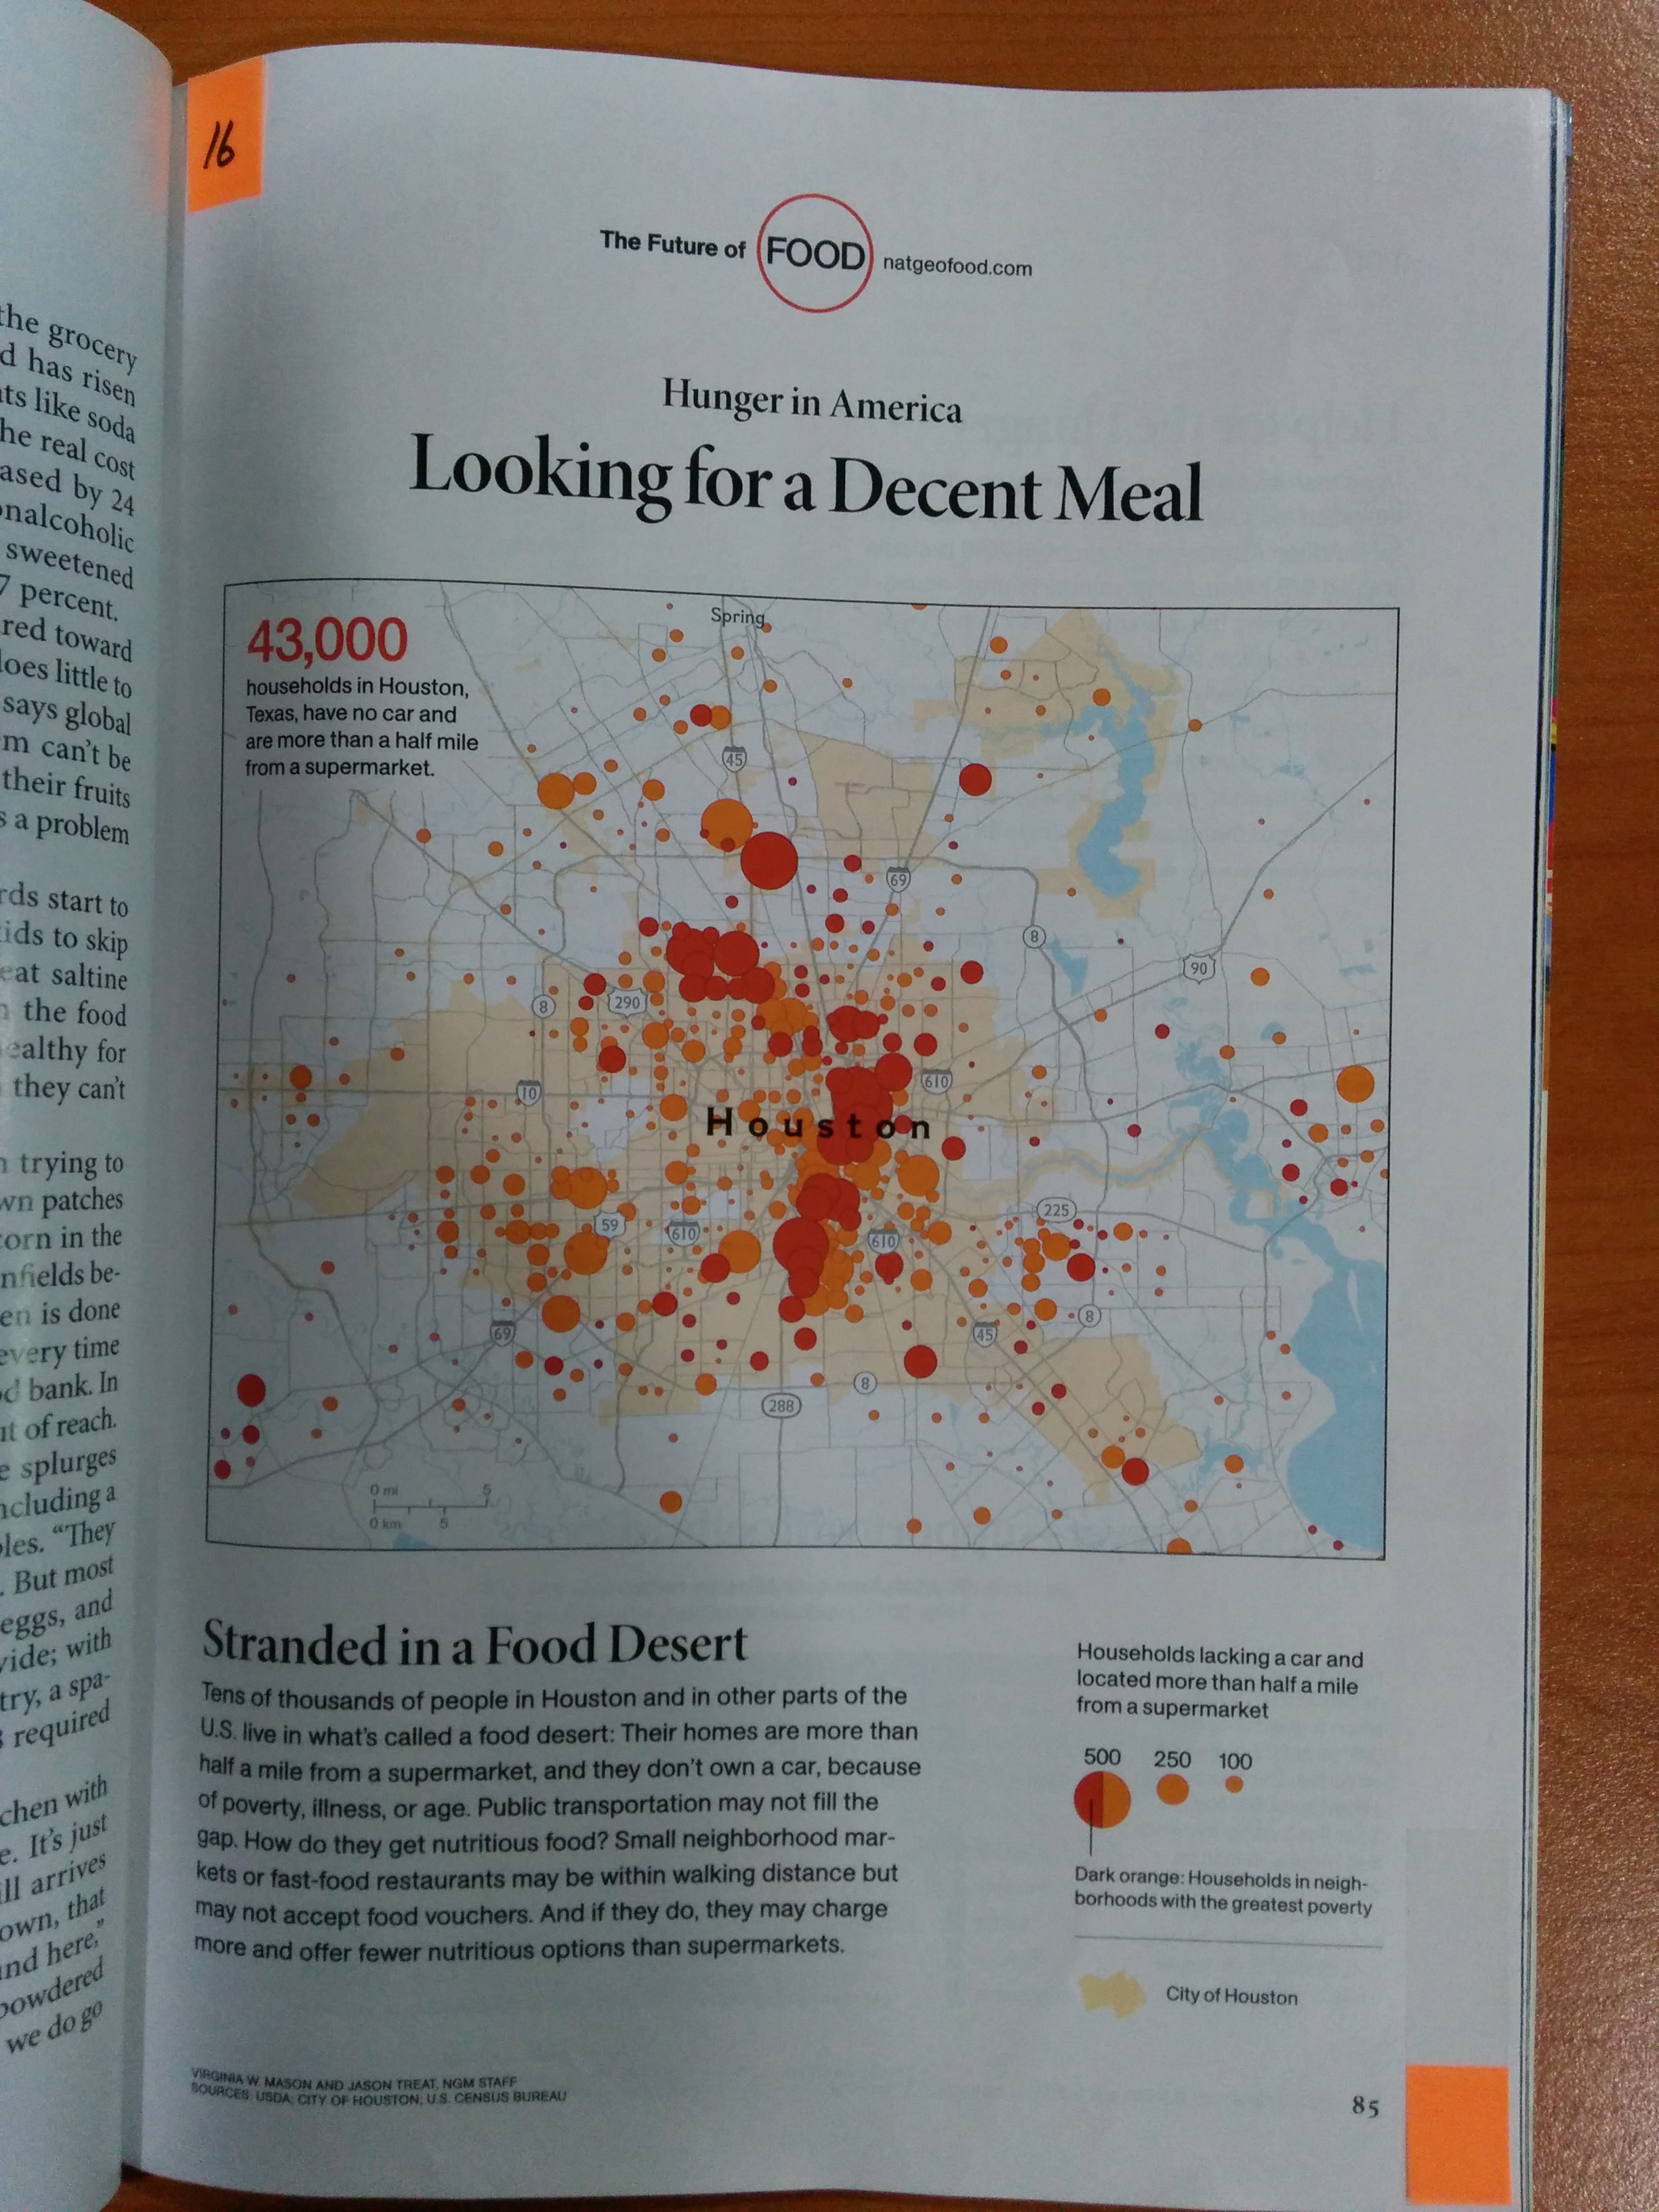 the grocery
d has risen
ts like soda
he real cost
ased by 24
onalcoholic
sweetened
7 percent.
red toward
loes little to
says global
m can't be
their fruits
s a problem
rds start to
ids to skip
eat saltine
the food
ealthy for
they can't
trying to
wn patches
corn in the
nfields be-
en is done
every time
d bank. In
t of reach.
e splurges
ncluding a
les. “They
. But most
eggs, and
vide; with
try, a spa-
required
chen with
e. It's just
ll arrives
own, that
nd here,”
powdered
we do go
16
The Future of FOOD natgeofood.com
Hunger in America
Looking for a Decent Meal
43,000
households in Houston,
Texas, have no car and
are more than a half mile
from a supermarket.
Spring
45
69
8
90
8
290
10
610
Houston
225
59
610
610
69
45
8
8
288
0 mi 5
0 km 5
Stranded in a Food Desert
Tens of thousands of people in Houston and in other parts of the
U.S. live in what's called a food desert: Their homes are more than
half a mile from a supermarket, and they don't own a car, because
of poverty, illness, or age. Public transportation may not fill the
gap. How do they get nutritious food? Small neighborhood mar-
kets or fast-food restaurants may be within walking distance but
may not accept food vouchers. And if they do, they may charge
more and offer fewer nutritious options than supermarkets.
Households lacking a car and
located more than half a mile
from a supermarket
500 250 100
Dark orange: Households in neigh-
borhoods with the greatest poverty
City of Houston
VIRGINIA W. MASON AND JASON TREAT, NGM STAFF
SOURCES: USDA; CITY OF HOUSTON; U.S. CENSUS BUREAU
85